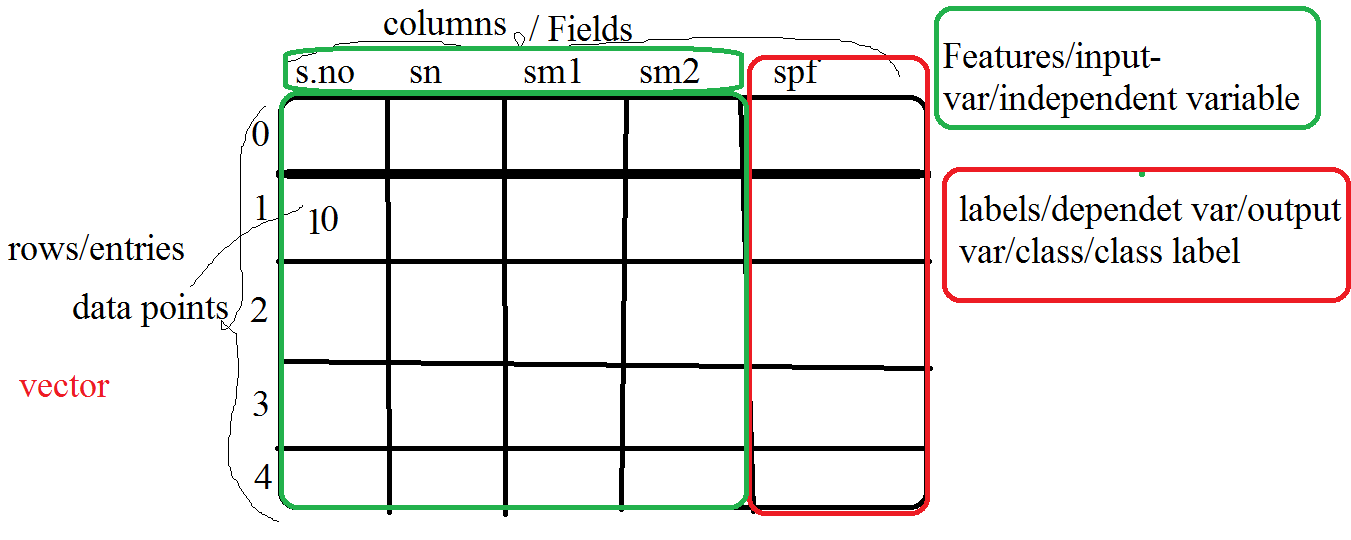 columns / Fields
s.no sn sm1 sm2 spf
Features/input-
var/independent variable
0
1 10
rows/entries
labels/dependet var/output
var/class/class label
data points 2
vector
3
4